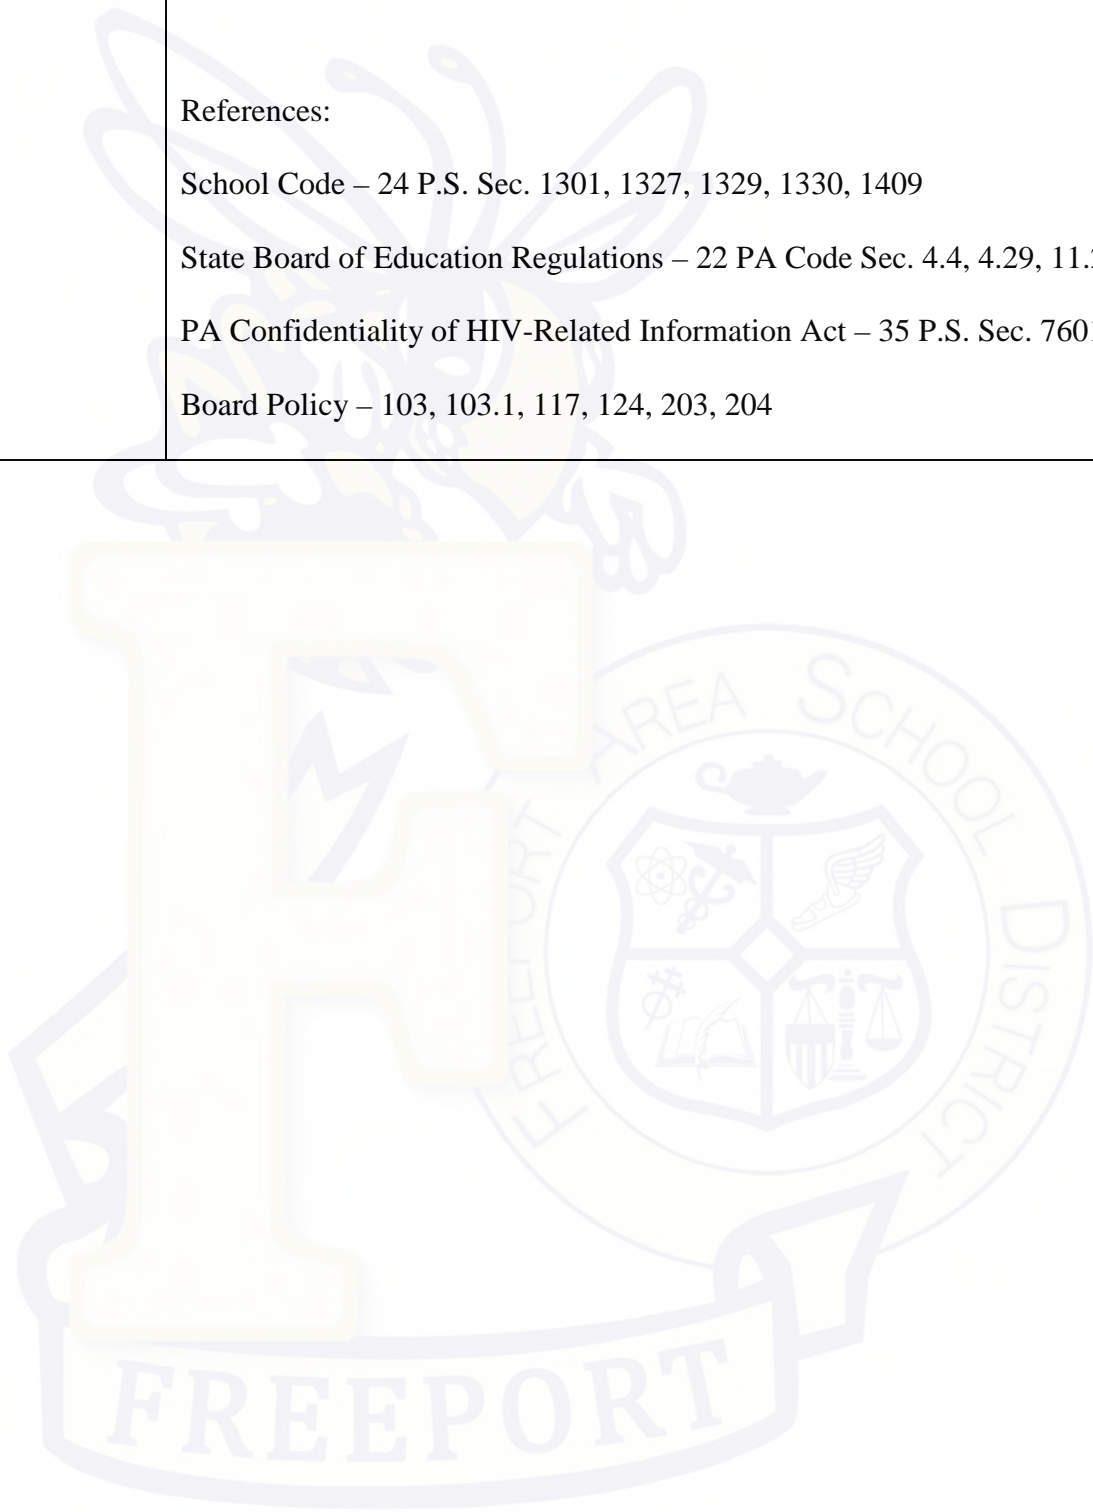 References:
School Code – 24 P.S. Sec. 1301, 1327, 1329, 1330, 1409
State Board of Education Regulations – 22 PA Code Sec. 4.4, 4.29,
PA Confidentiality of HIV-Related Information Act – 35 P.S. Sec.
Board Policy – 103, 103.1, 117, 124, 203, 204
FREEPORT AREA SCHOOL DISTRICT
FREEPORT